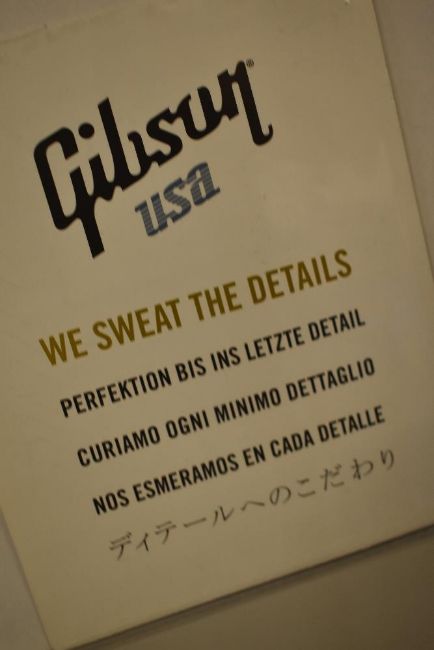 Gibson®
usa
WE SWEAT THE DETAILS
PERFEKTION BIS INS LETZTE DETAIL
CURIAMO OGNI MINIMO DETTAGLIO
NOS ESMERAMOS EN CADA DETALLE
ディテールへのこだわり